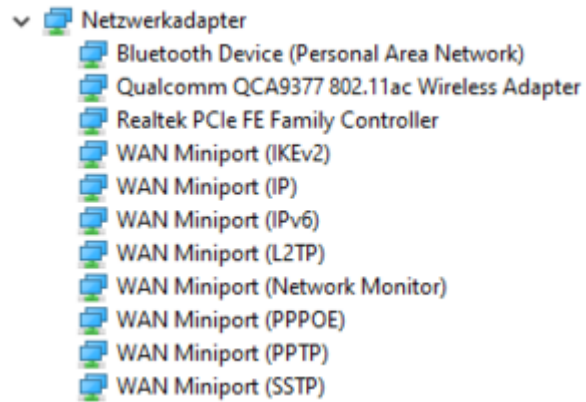 Netzwerkadapter
Bluetooth Device (Personal Area Network)
Qualcomm QCA9377 802.11ac Wireless Adapter
Realtek PCIe FE Family Controller
WAN Miniport (IKEv2)
WAN Miniport (IP)
WAN Miniport (IPv6)
WAN Miniport (L2TP)
WAN Miniport (Network Monitor)
WAN Miniport (PPPOE)
WAN Miniport (PPTP)
WAN Miniport (SSTP)